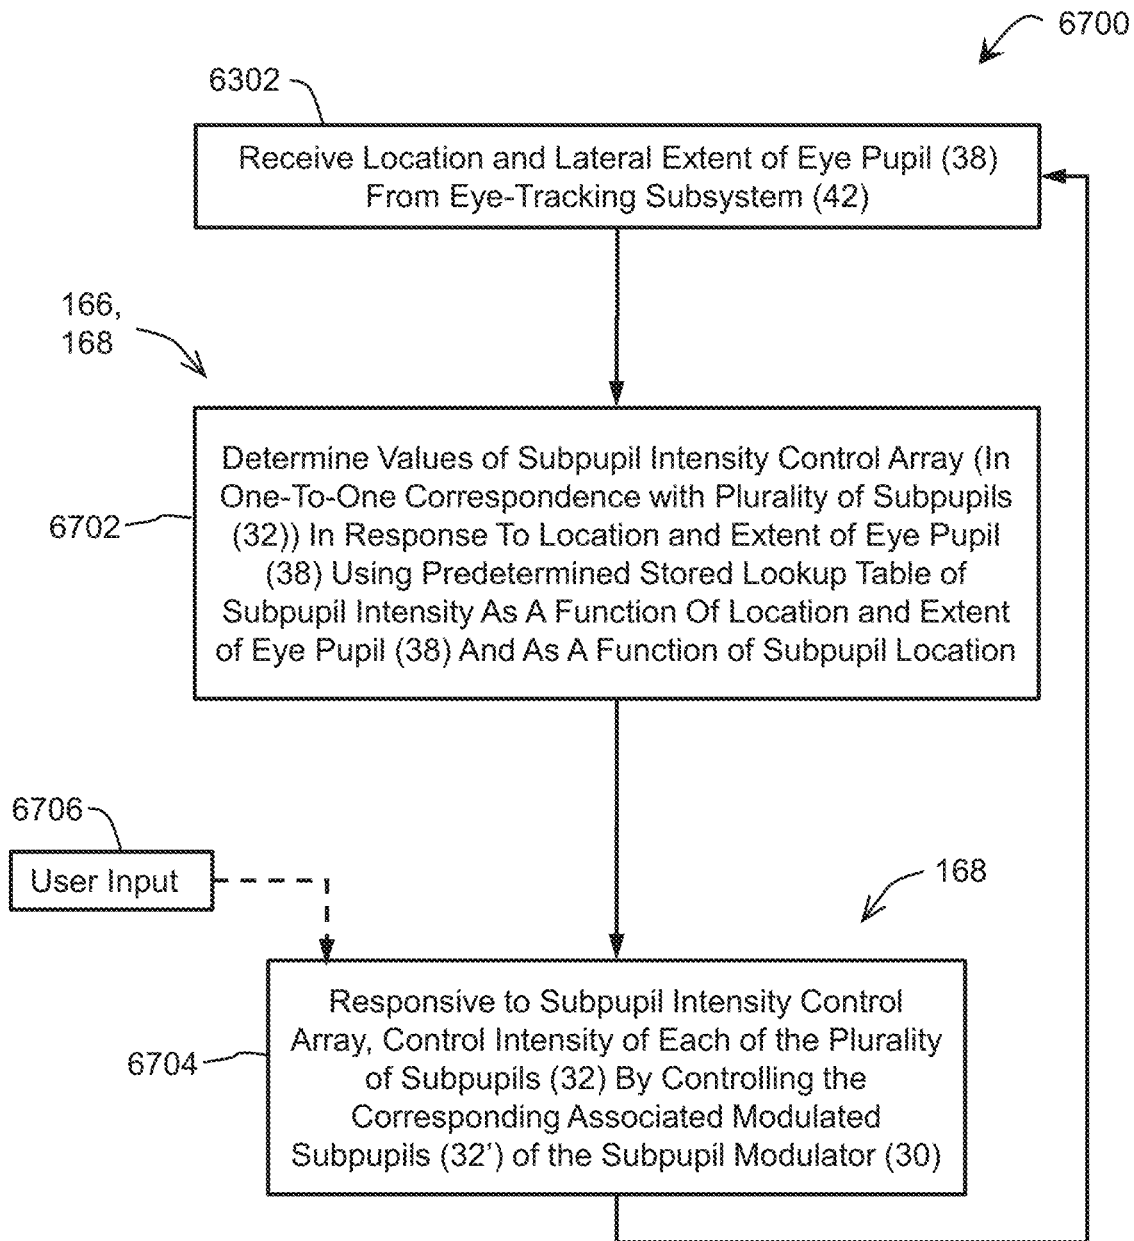 6700
6302
Receive Location and Lateral Extent of Eye Pupil (38)
From Eye-Tracking Subsystem (42)
166,
168
Determine Values of Subpupil Intensity Control Array (In
One-To-One Correspondence with Plurality of Subpupils
(32)) In Response To Location and Extent of Eye Pupil
(38) Using Predetermined Stored Lookup Table of
Subpupil Intensity As A Function Of Location and Extent
of Eye Pupil (38) And As A Function of Subpupil Location
6702
6706
User Input
168
Responsive to Subpupil Intensity Control
Array, Control Intensity of Each of the Plurality
of Subpupils (32) By Controlling the
Corresponding Associated Modulated
Subpupils (32') of the Subpupil Modulator (30)
6704